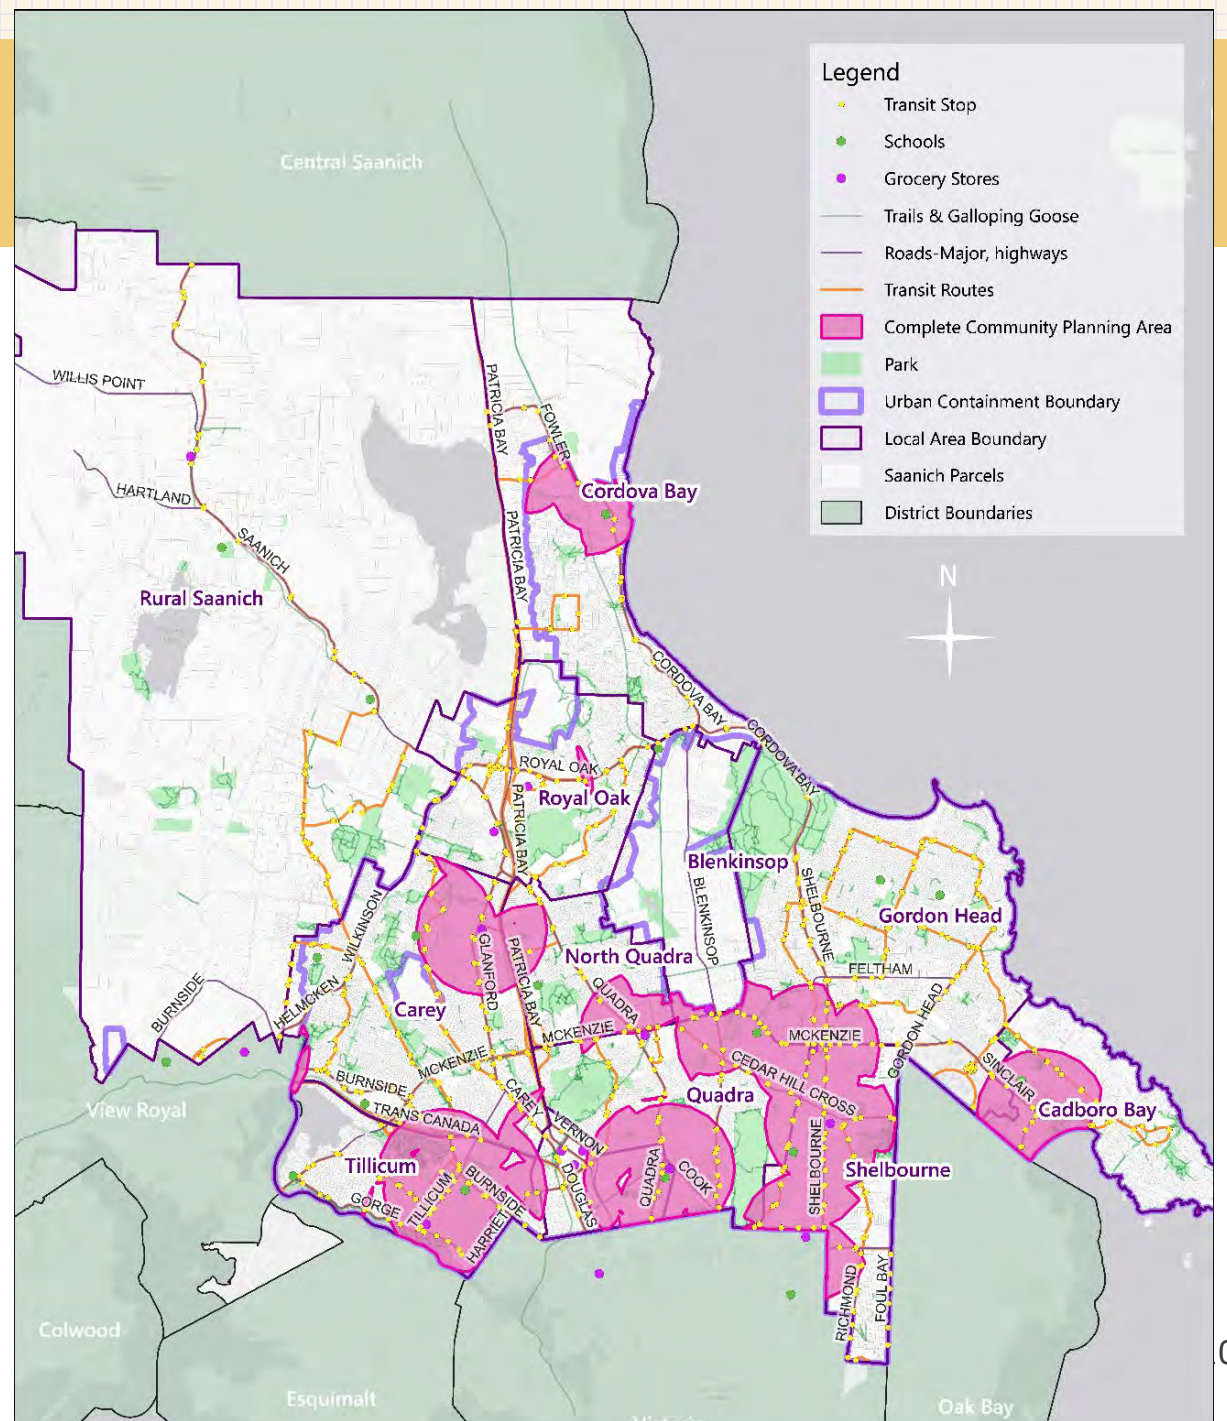 Legend
Transit Stop
Schools
Grocery Stores
Trails & Galloping Goose
Roads-Major, highways
Transit Routes
Complete Community Planning Area
Park
Urban Containment Boundary
Local Area Boundary
Saanich Parcels
District Boundaries
N
Central Saanich
WILLIS POINT
PATRICIA BAY
FOWLER
HARTLAND
Cordova Bay
SAANICH
PATRICIA BAY
Rural Saanich
CORDOVA BAY
CORDOVA BAY
ROYAL OAK
Royal Oak
PATRICIA BAY
Blenkinsop
BLENKINSOP
SHELBOURNE
Gordon Head
WILKINSON
GLANFORD
PATRICIA BAY
North Quadra
FELTHAM
QUADRA
BURNSIDE
HELMCKEN
Carey
MCKENZIE
MCKENZIE
GORDON HEAD
MCKENZIE
BURNSIDE
CEDAR HILL CROSS
SINCLAIR
Quadra
CAREY
VERNON
View Royal
TRANS CANADA
Cadboro Bay
Tillicum
SHELBOURNE
Shelbourne
TILLICUM
BURNSIDE
DOUGLAS
QUADRA
COOK
GORGE
HARRIET
RICHMOND
FOUL BAY
Colwood
Esquimalt
Oak Bay